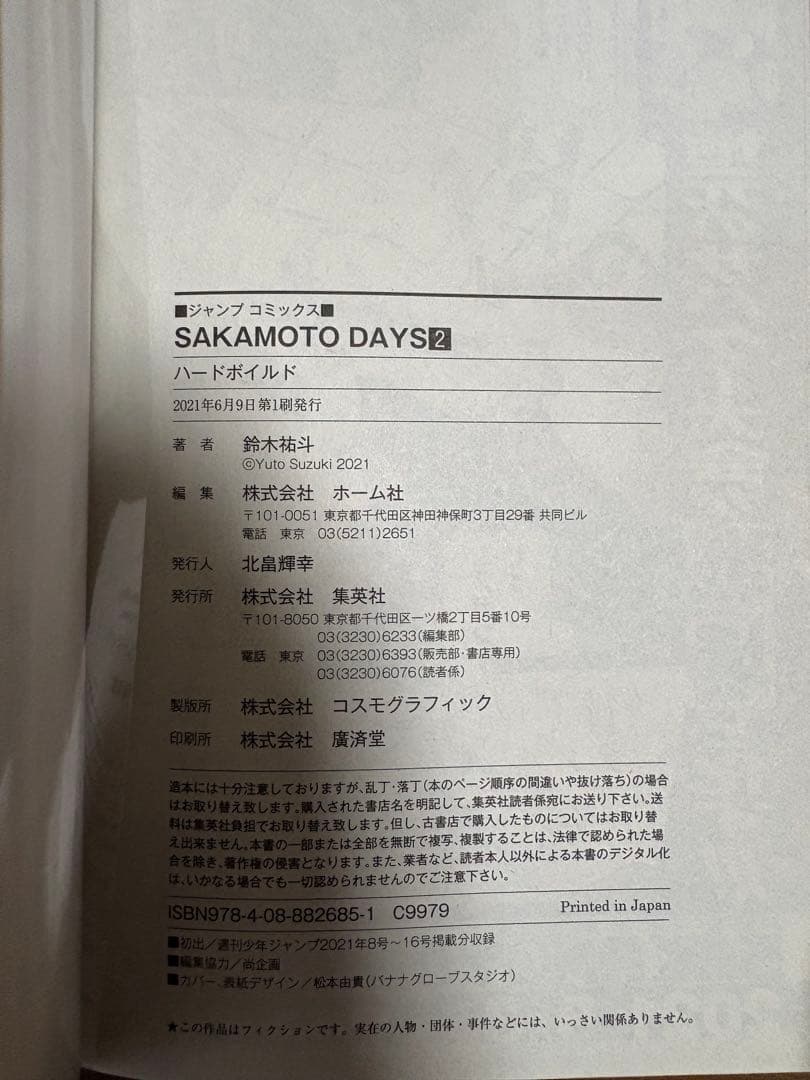 ■ジャンプ コミックス■
SAKAMOTO DAYS2
ハードボイルド
2021年6月9日第1刷発行
著 者 鈴木祐斗
©Yuto Suzuki 2021
編 集 株式会社 ホーム社
〒101-0051 東京都千代田区神田神保町3丁目29番 共同ビル
電話 東京 03(5211)2651
発行人 北畠輝幸
発行所 株式会社 集英社
〒101-8050 東京都千代田区一ツ橋2丁目5番10号
03(3230)6233(編集部)
電話 東京 03(3230)6393(販売部・書店専用)
03(3230)6076(読者係)
製版所 株式会社 コスモグラフィック
印刷所 株式会社 廣済堂
造本には十分注意しておりますが、乱丁・落丁(本のページ順序の間違いや抜け落ち)の場合
はお取り替え致します。購入された書店名を明記して、集英社読者係宛にお送り下さい。送
料は集英社負担でお取り替え致します。但し、古書店で購入したものについてはお取り替
え出来ません。本書の一部または全部を無断で複写、複製することは、法律で認められた場
合を除き、著作権の侵害となります。また、業者など、読者本人以外による本書のデジタル化
は、いかなる場合でも一切認められませんのでご注意下さい。
ISBN978-4-08-882685-1 C9979 Printed in Japan
■初出/週刊少年ジャンプ2021年8号〜16号掲載分収録
■編集協力/尚企画
■カバー、表紙デザイン/松本由貴(バナナグローブスタジオ)
★この作品はフィクションです。実在の人物・団体・事件などには、いっさい関係ありません。